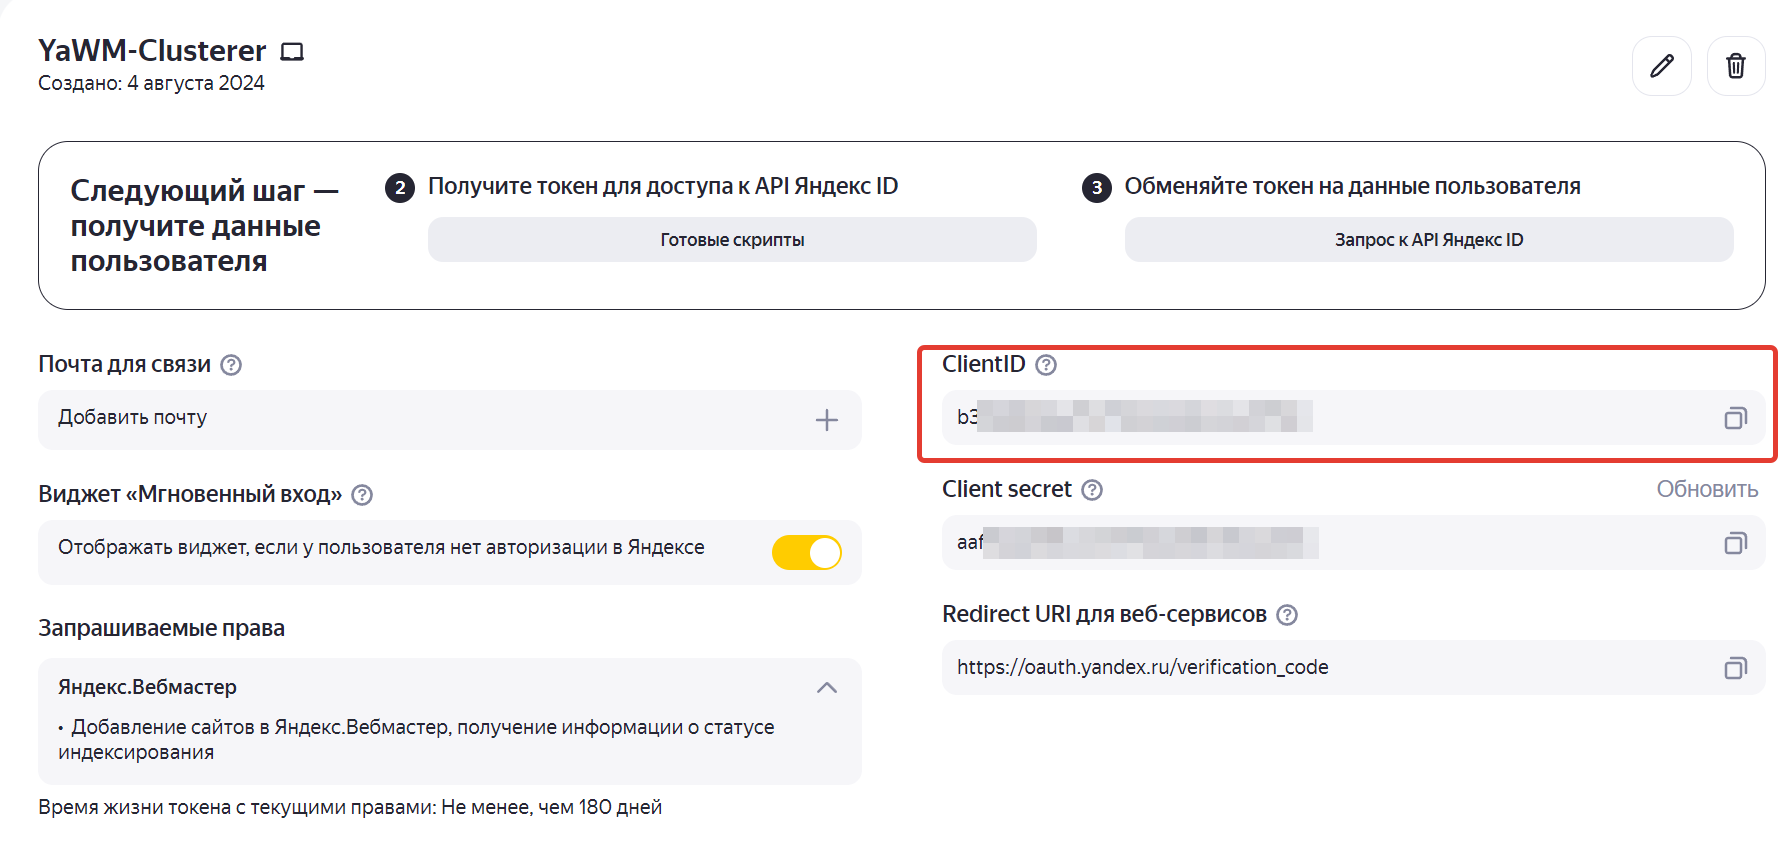 YaWM-Clusterer
Создано: 4 августа 2024
Следующий шаг —
получите данные
пользователя
2 Получите токен для доступа к API Яндекс ID
Готовые скрипты
3 Обменяйте токен на данные пользователя
Запрос к API Яндекс ID
Почта для связи ?
Добавить почту
Виджет «Мгновенный вход» ?
Отображать виджет, если у пользователя нет авторизации в Яндексе
Запрашиваемые права
Яндекс.Вебмастер
• Добавление сайтов в Яндекс.Вебмастер, получение информации о статусе
индексирования
Время жизни токена с текущими правами: Не менее, чем 180 дней
ClientID ?
b3
Client secret ?
Обновить
aaf
Redirect URI для веб-сервисов ?
https://oauth.yandex.ru/verification_code